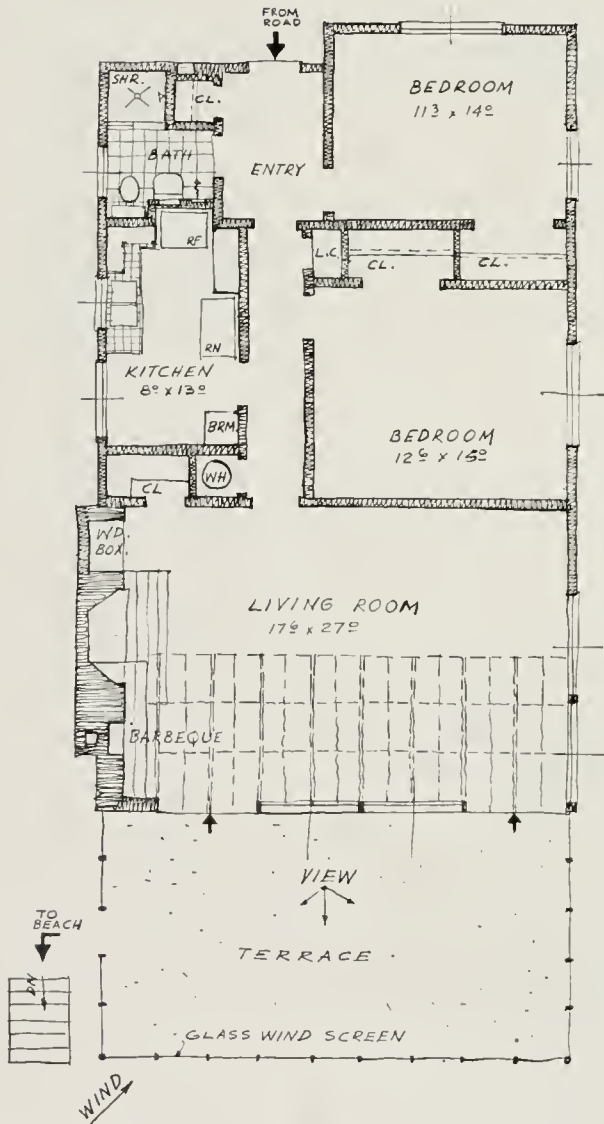 FROM
ROAD
SHR.
CL.
BEDROOM
11³ x 14⁰
BATH
ENTRY
RF
L.C.
CL.
CL.
RN
KITCHEN
8⁰ x 13⁰
BRM.
BEDROOM
12⁶ x 15⁰
CL
WH
WD.
BOX.
LIVING ROOM
17⁶ x 27⁰
BARBEQUE
VIEW
TO
BEACH
DN
TERRACE
GLASS WIND SCREEN
WIND